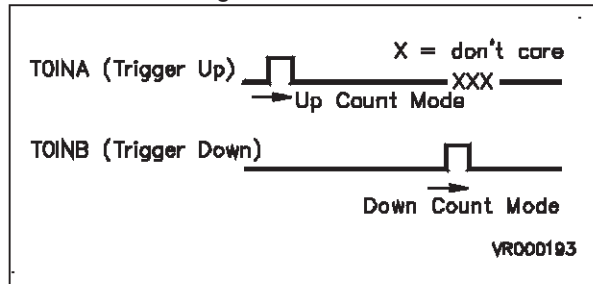 X = don't care
TOINA (Trigger Up)
XXX
Up Count Mode
TOINB (Trigger Down)
Down Count Mode
VR000193